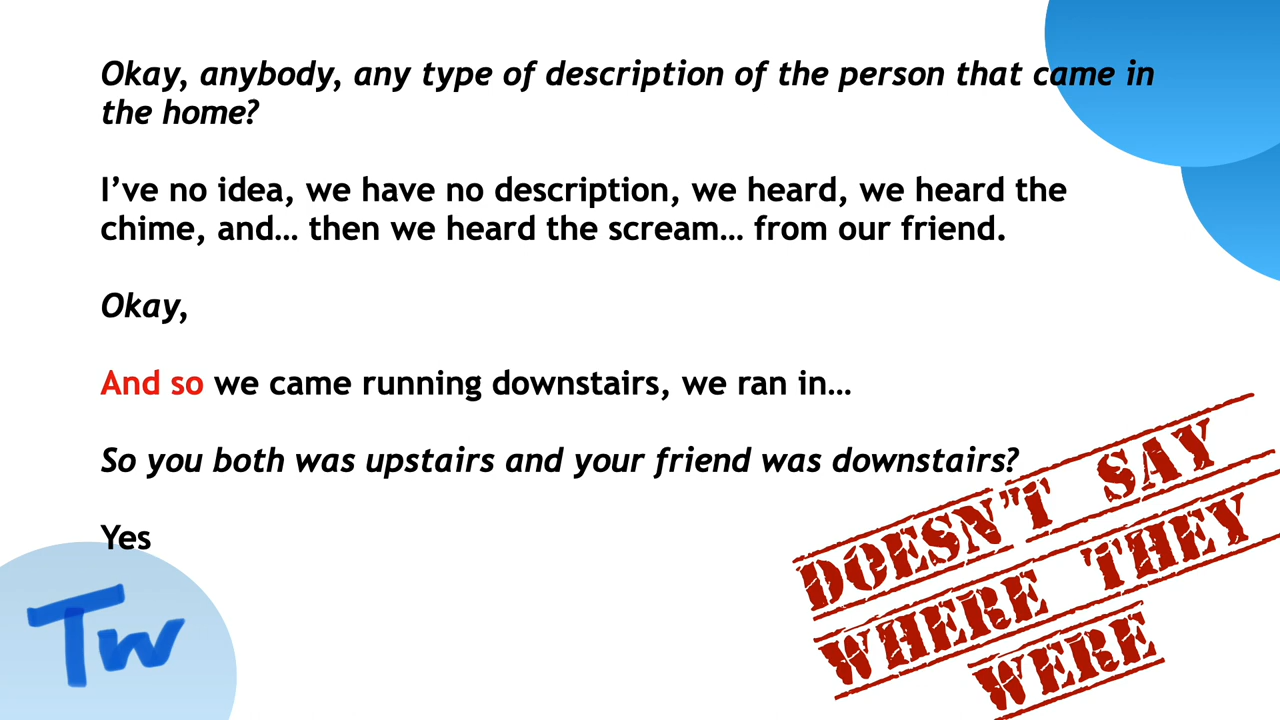 Okay, anybody, any type of description of the person that came in
the home?
I’ve no idea, we have no description, we heard, we heard the
chime, and… then we heard the scream… from our friend.
Okay,
And so we came running downstairs, we ran in…
So you both was upstairs and your friend was downstairs?
Yes
DOESN"T SAY
WHERE THEY
WERE
Tw